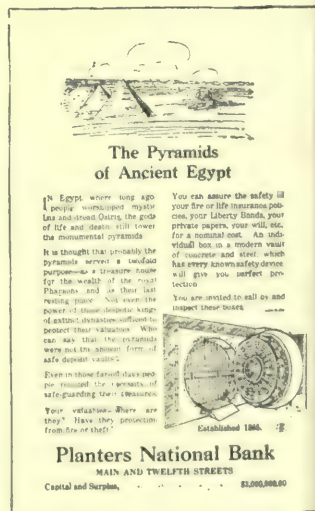 The Pyramids
of Ancient Egypt
IN Egypt, where long ago
people worshipped mystic
Isis and dread Osiris, the gods
of life and death, still tower
the monumental pyramids
It is thought that probably the
pyramids served a twofold
purpose—as a treasure house
for the wealth of the royal
Pharaohs and as their last
resting place. Not even the
power of those despotic kings
of extinct dynasties sufficed to
protect their valuables. Who
can say that the pyramids
were not the ancient form of
safe deposit vaults?
Even in those far-off days peo-
ple realized the necessity of
safe-guarding their treasures.
Your valuables—Where are
they? Have they protection
from fire or theft?
You can assure the safety of
your fire or life insurance poli-
cies, your Liberty Bonds, your
private papers, your will, etc.
for a nominal cost. An indi-
vidual box in a modern vault
of concrete and steel, which
has every known safety device
will give you perfect pro-
tection
You are invited to call us and
inspect these boxes
Established 1865.
Planters National Bank
MAIN AND TWELFTH STREETS
Capital and Surplus, $3,000,000.00